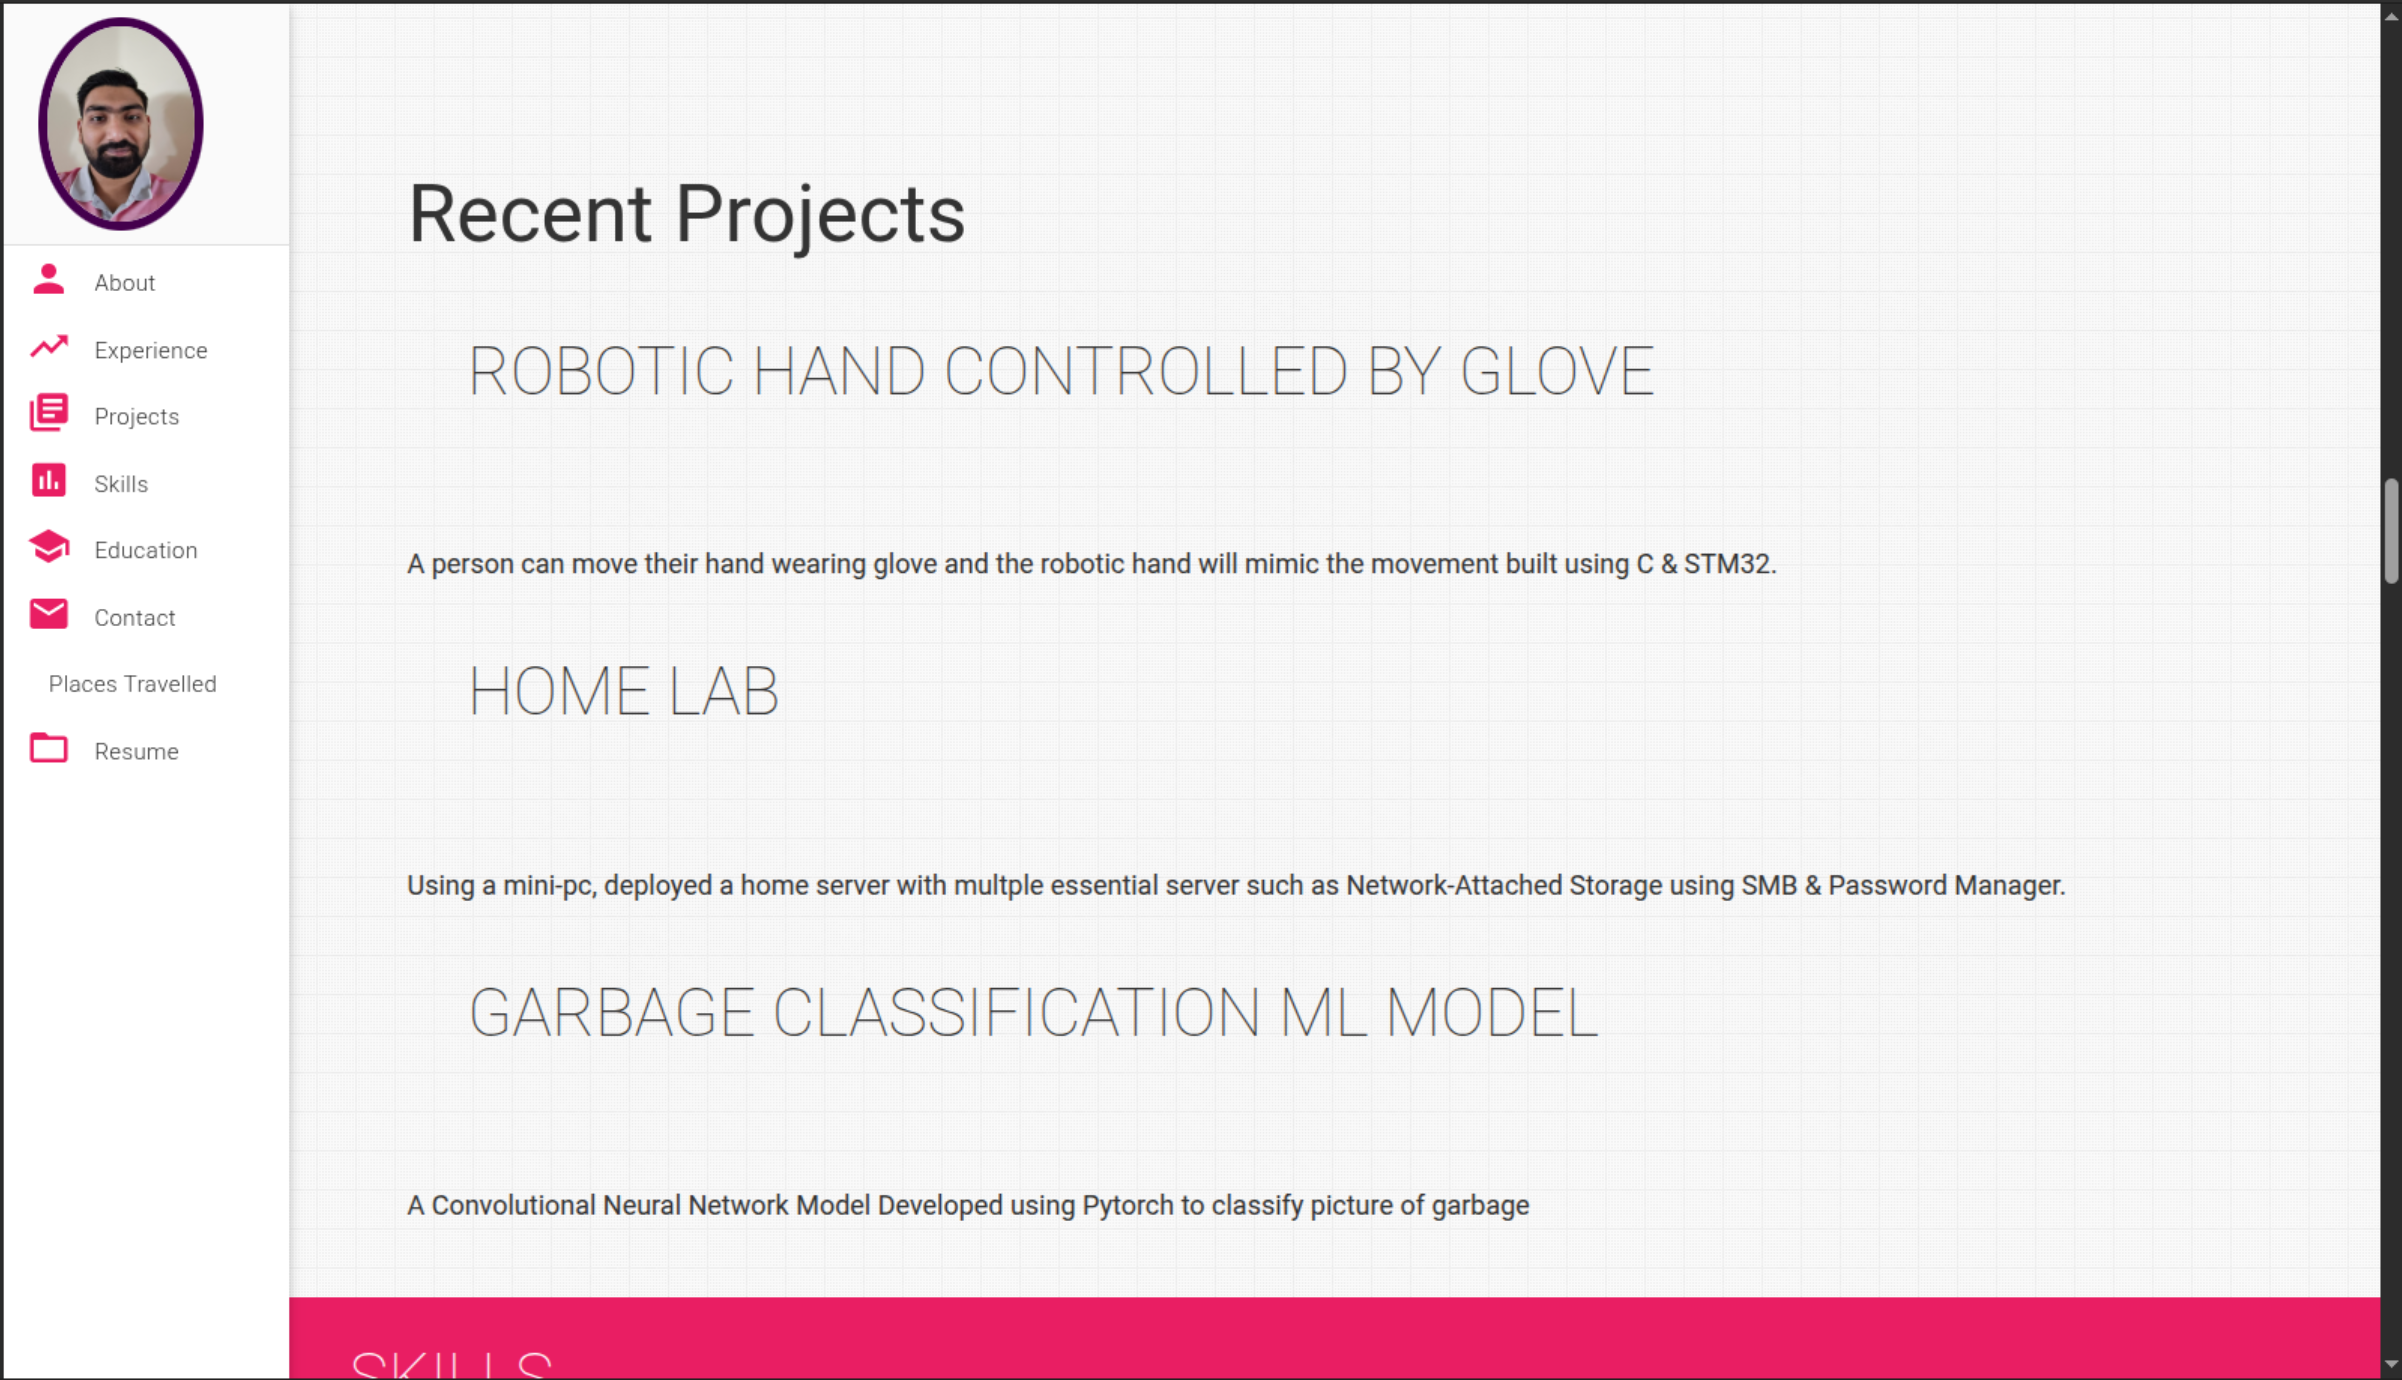 About
Experience
Projects
Skills
Education
Contact
Places Travelled
Resume
Recent Projects
ROBOTIC HAND CONTROLLED BY GLOVE
A person can move their hand wearing glove and the robotic hand will mimic the movement built using C & STM32.
HOME LAB
Using a mini-pc, deployed a home server with multple essential server such as Network-Attached Storage using SMB & Password Manager.
GARBAGE CLASSIFICATION ML MODEL
A Convolutional Neural Network Model Developed using Pytorch to classify picture of garbage
SKILLS